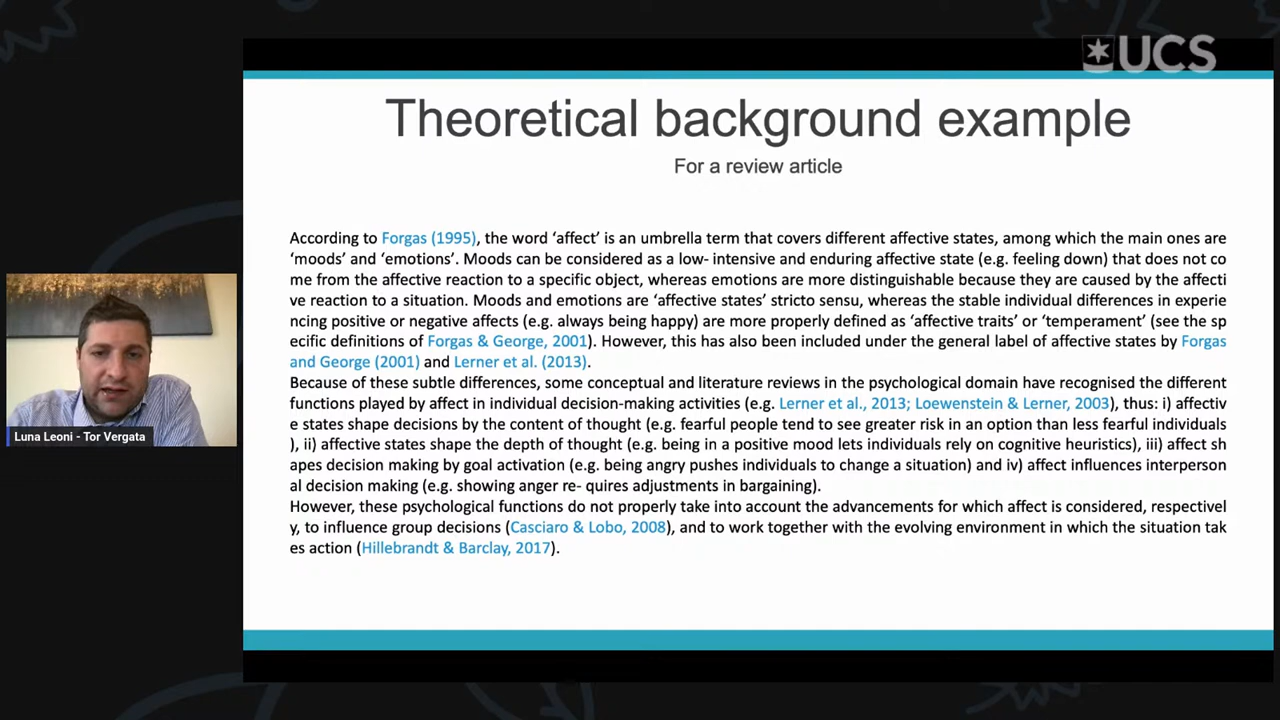 UCS
Theoretical background example
For a review article
According to Forgas (1995), the word ‘affect’ is an umbrella term that covers different affective states, among which the main ones are
‘moods’ and ‘emotions’. Moods can be considered as a low- intensive and enduring affective state (e.g. feeling down) that does not co
me from the affective reaction to a specific object, whereas emotions are more distinguishable because they are caused by the affecti
ve reaction to a situation. Moods and emotions are ‘affective states’ stricto sensu, whereas the stable individual differences in experie
ncing positive or negative affects (e.g. always being happy) are more properly defined as ‘affective traits’ or ‘temperament’ (see the sp
ecific definitions of Forgas & George, 2001). However, this has also been included under the general label of affective states by Forgas
and George (2001) and Lerner et al. (2013).
Because of these subtle differences, some conceptual and literature reviews in the psychological domain have recognised the different
functions played by affect in individual decision-making activities (e.g. Lerner et al., 2013; Loewenstein & Lerner, 2003), thus: i) affectiv
e states shape decisions by the content of thought (e.g. fearful people tend to see greater risk in an option than less fearful individuals
), ii) affective states shape the depth of thought (e.g. being in a positive mood lets individuals rely on cognitive heuristics), iii) affect sh
apes decision making by goal activation (e.g. being angry pushes individuals to change a situation) and iv) affect influences interperson
al decision making (e.g. showing anger re- quires adjustments in bargaining).
However, these psychological functions do not properly take into account the advancements for which affect is considered, respectivel
y, to influence group decisions (Casciaro & Lobo, 2008), and to work together with the evolving environment in which the situation tak
es action (Hillebrandt & Barclay, 2017).
Luna Leoni - Tor Vergata